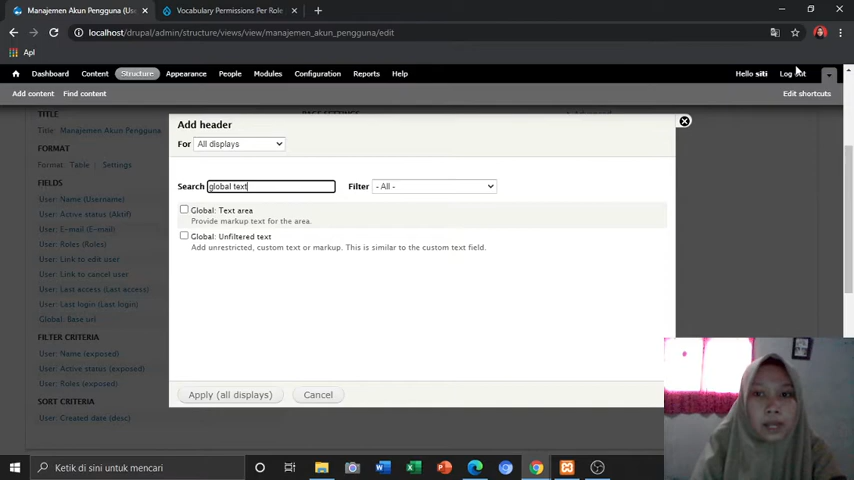 Manajemen Akun Pengguna (Us
Vocabulary Permissions Per Role
localhost/drupal/admin/structure/views/view/manajemen_akun_pengguna/edit
Apl
Dashboard Content Structure Appearance People Modules Configuration Reports Help
Hello siti Log out
Add content Find content
Edit shortcuts
TITLE
Title: Manajemen Akun Pengguna
FORMAT
Format: Table Settings
FIELDS
User: Name (Username)
User: Active status (Aktif)
User: E-mail (E-mail)
User: Roles (Rules)
User: Link to edit user
User: Link to cancel user
User: Last access (Last access)
User: Last login (Last login)
Global: Base url
FILTER CRITERIA
User: Name (exposed)
User: Active status (exposed)
User: Roles (exposed)
SORT CRITERIA
User: Created date (desc)
Add header
For All displays
Search global text Filter - All -
Global: Text area
Provide markup text for the area.
Global: Unfiltered text
Add unrestricted, custom text or markup. This is similar to the custom text field.
Apply (all displays) Cancel
Ketik di sini untuk mencari